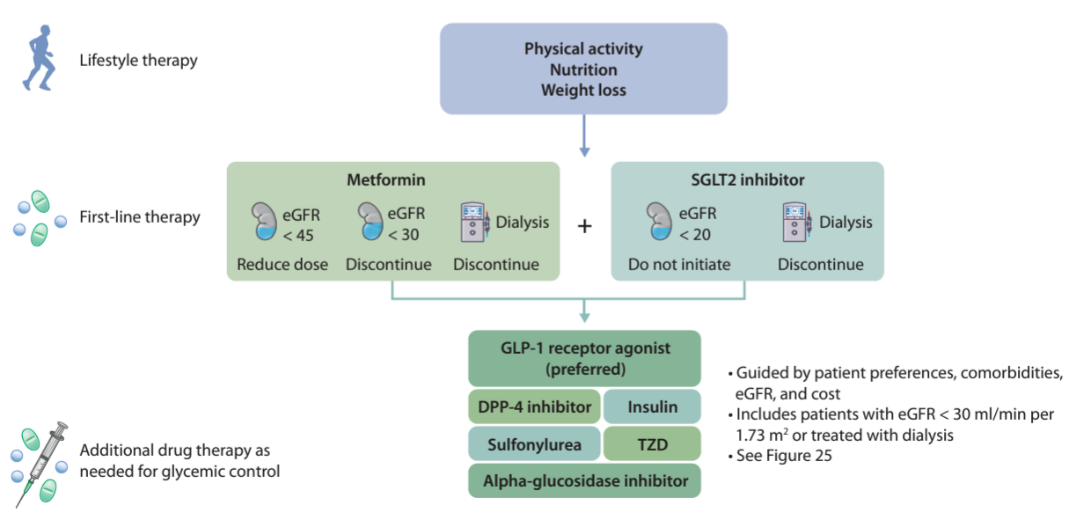 Lifestyle therapy
Physical activity
Nutrition
Weight loss
First-line therapy
Metformin
eGFR
< 45
Reduce dose
eGFR
< 30
Discontinue
Dialysis
Discontinue
+
SGLT2 inhibitor
eGFR
< 20
Do not initiate
Dialysis
Discontinue
Additional drug therapy as
needed for glycemic control
GLP-1 receptor agonist
(preferred)
DPP-4 inhibitor
Insulin
Sulfonylurea
TZD
Alpha-glucosidase inhibitor
• Guided by patient preferences, comorbidities,
eGFR, and cost
• Includes patients with eGFR < 30 ml/min per
1.73 m² or treated with dialysis
• See Figure 25